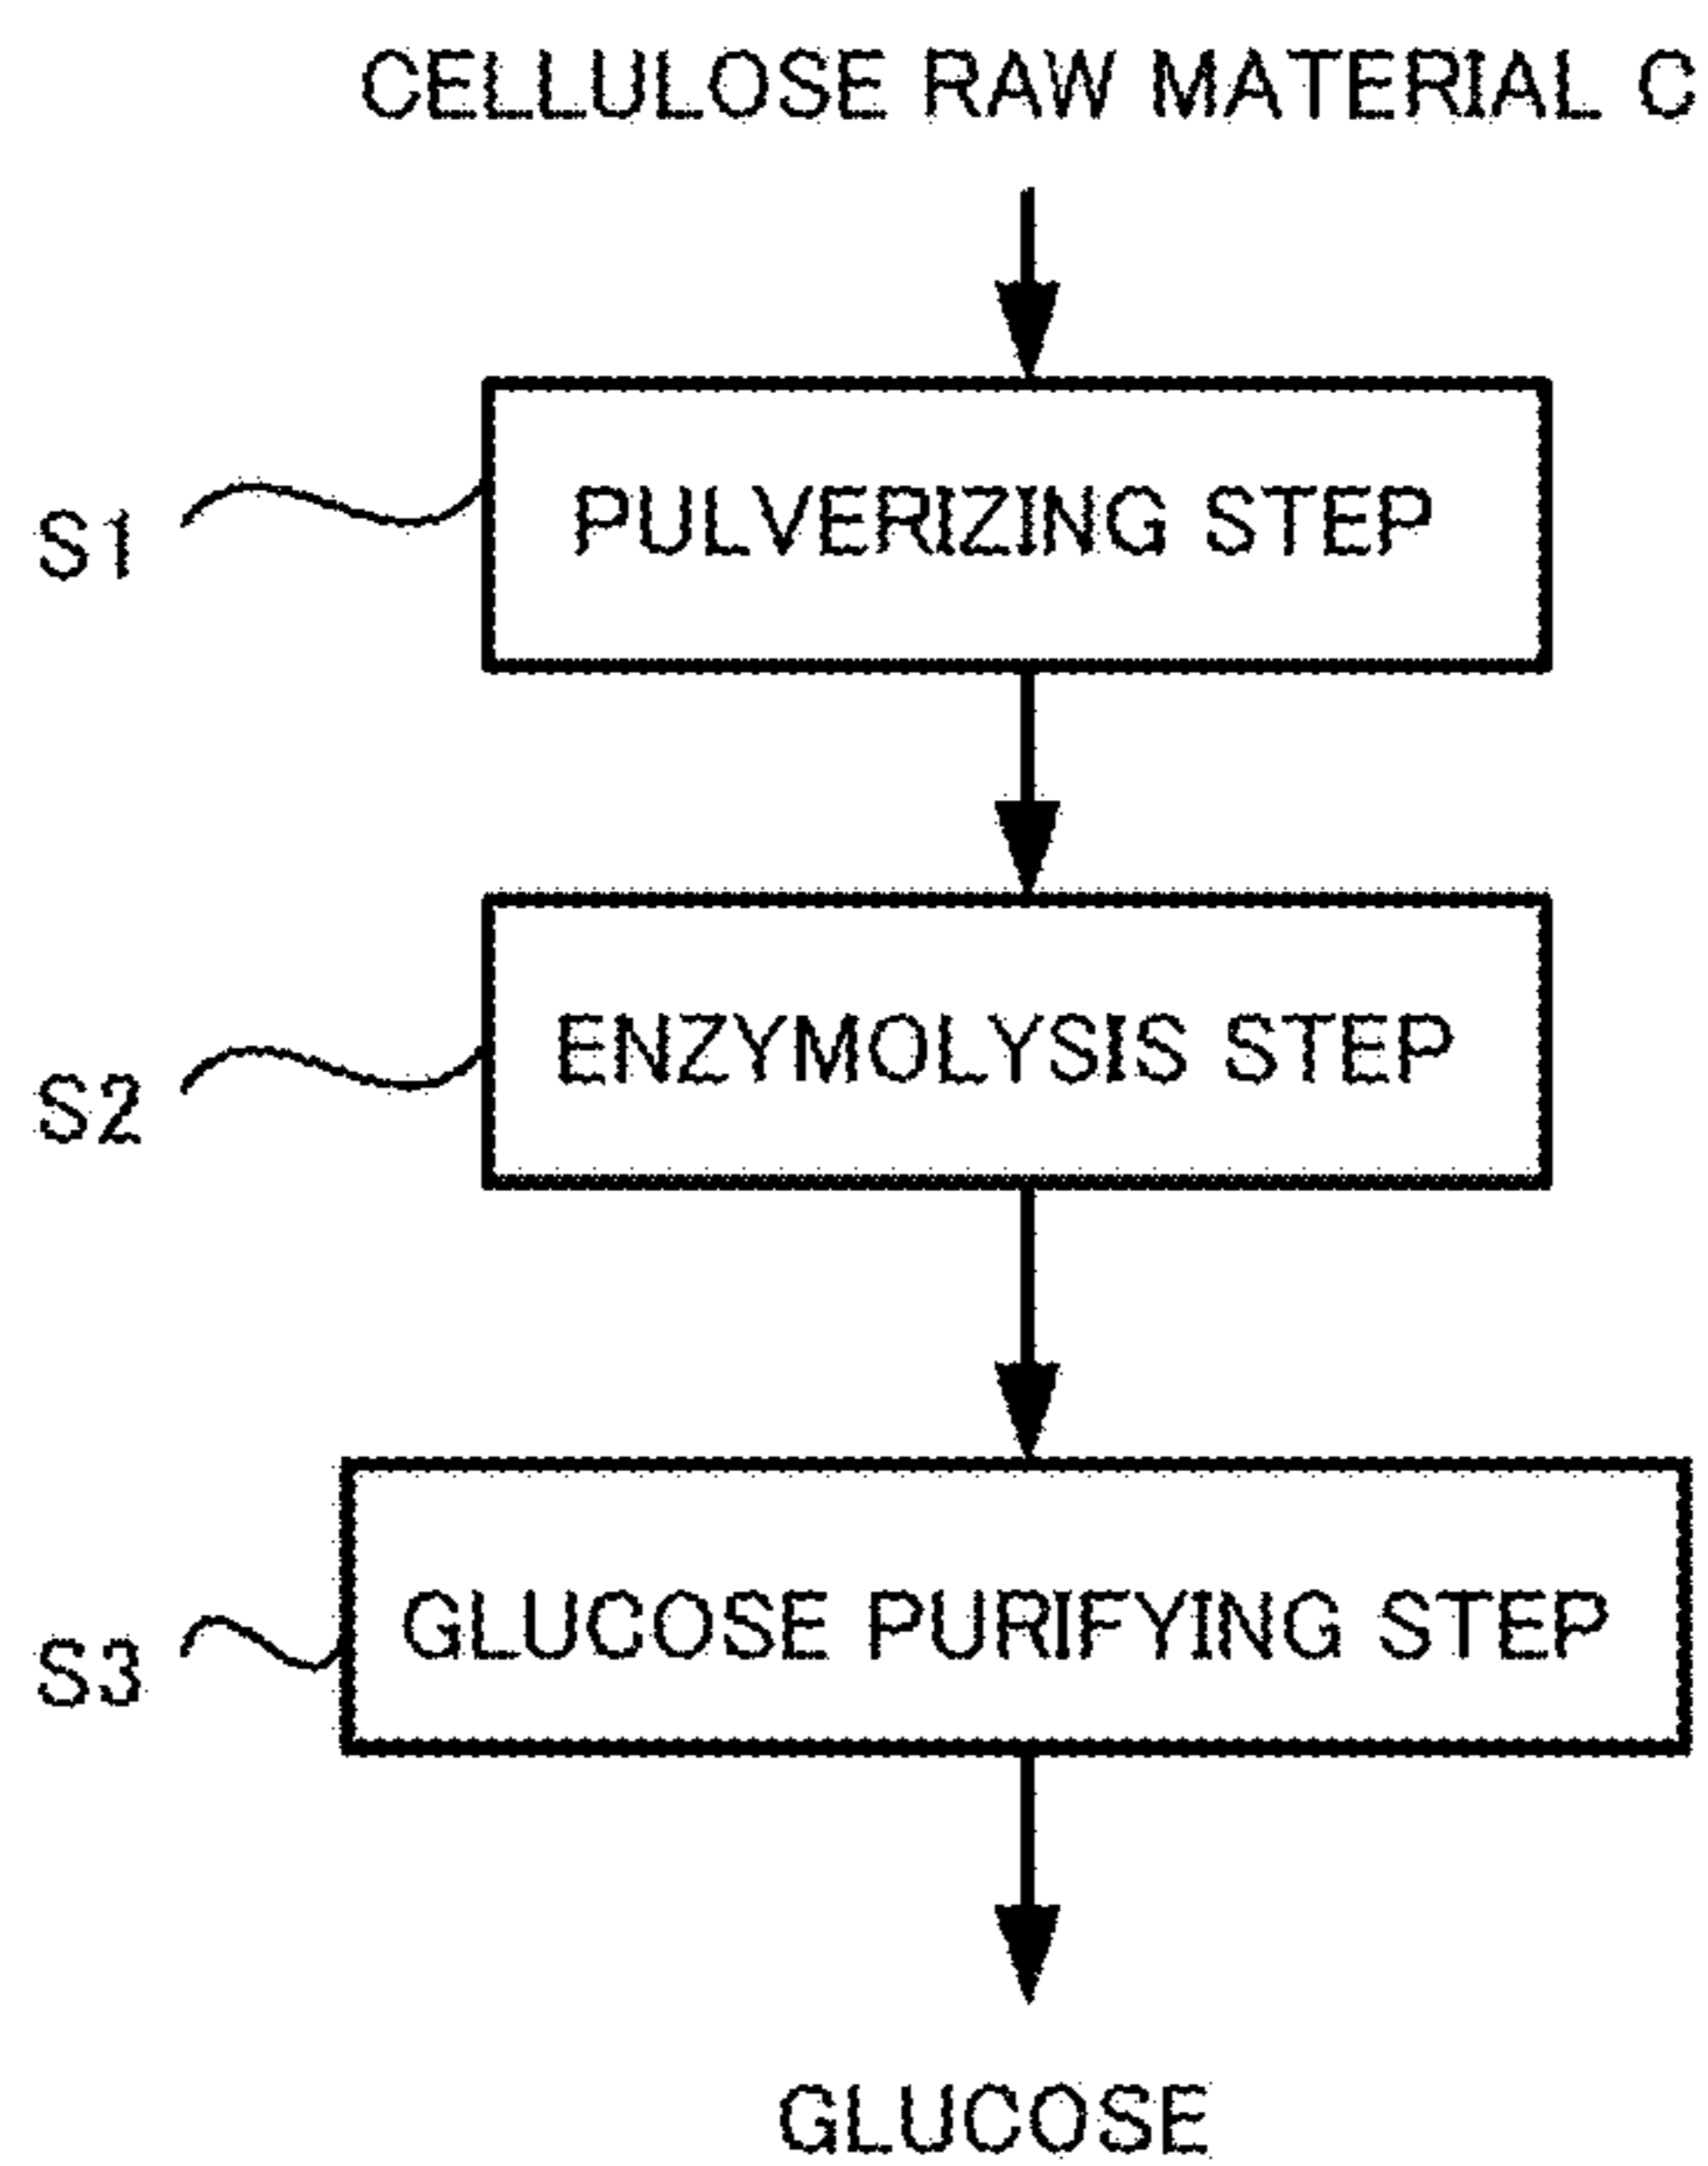 CELLULOSE RAW MATERIAL C
S1
PULVERIZING STEP
S2
ENZYMOLYSIS STEP
S3
GLUCOSE PURIFYING STEP
GLUCOSE